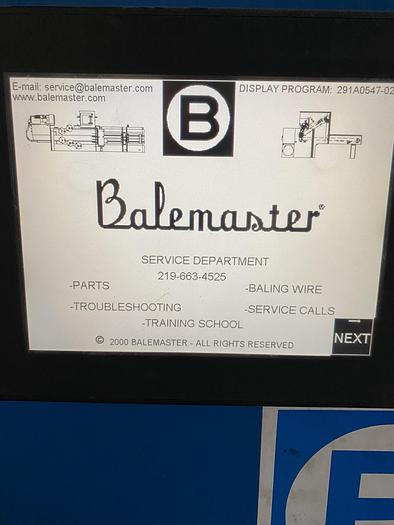 E-mail: service@balemaster.com
www.balemaster.com
DISPLAY PROGRAM: 291A0547-02
B
Balemaster®
SERVICE DEPARTMENT
219-663-4525
-PARTS
-BALING WIRE
-TROUBLESHOOTING
-SERVICE CALLS
-TRAINING SCHOOL
NEXT
© 2000 BALEMASTER - ALL RIGHTS RESERVED
B